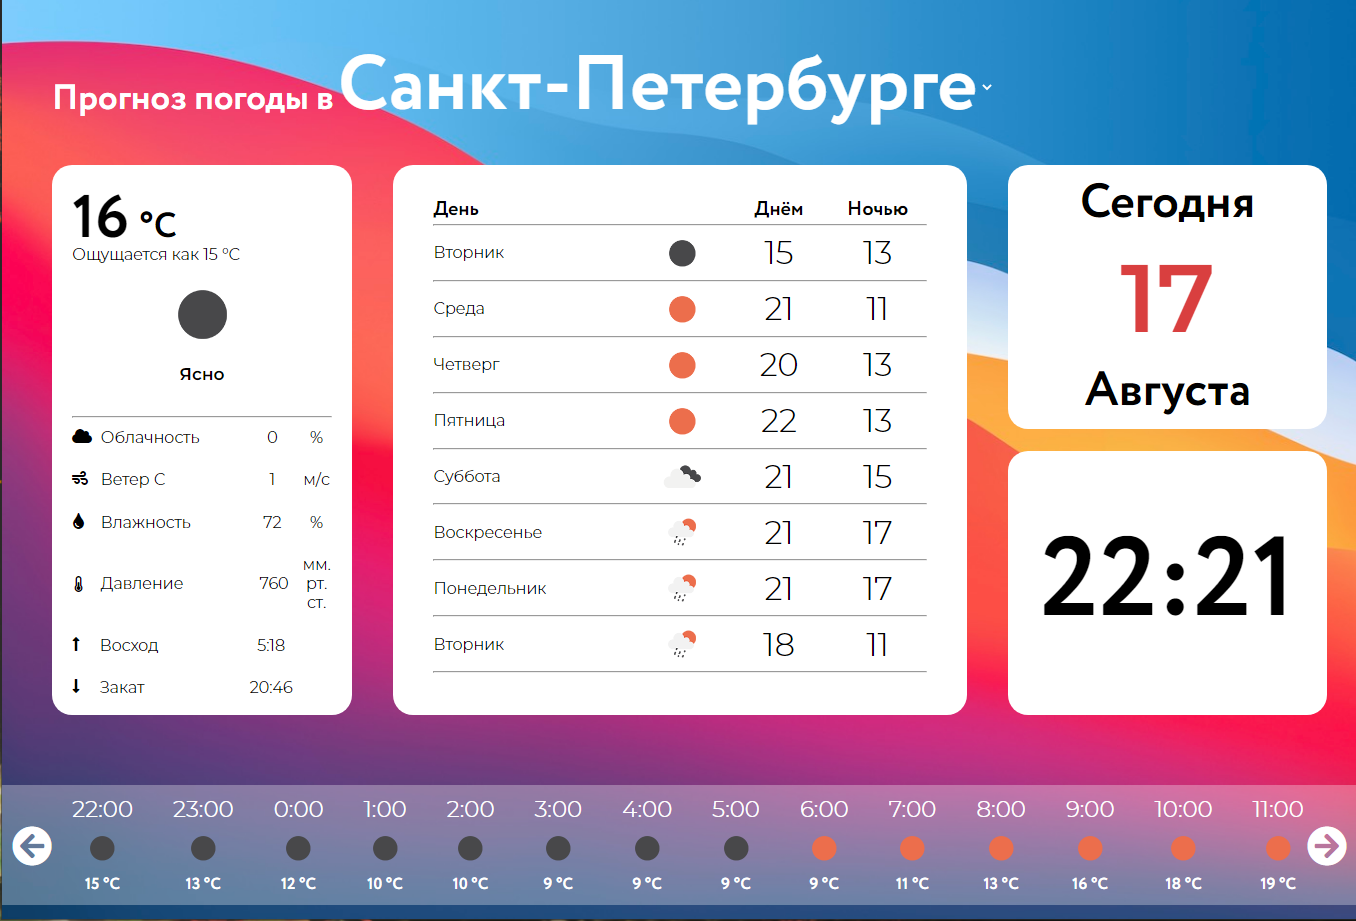 Прогноз погоды в Санкт-Петербурге
16 °C
Ощущается как 15 °C
Ясно
Облачность 0 %
Ветер С 1 м/с
Влажность 72 %
Давление 760 мм. рт. ст.
Восход 5:18
Закат 20:46
День Днём Ночью
Вторник 15 13
Среда 21 11
Четверг 20 13
Пятница 22 13
Суббота 21 15
Воскресенье 21 17
Понедельник 21 17
Вторник 18 11
Сегодня
17
Августа
22:21
22:00 23:00 0:00 1:00 2:00 3:00 4:00 5:00 6:00 7:00 8:00 9:00 10:00 11:00
15 °C 13 °C 12 °C 10 °C 10 °C 9 °C 9 °C 9 °C 9 °C 11 °C 13 °C 16 °C 18 °C 19 °C